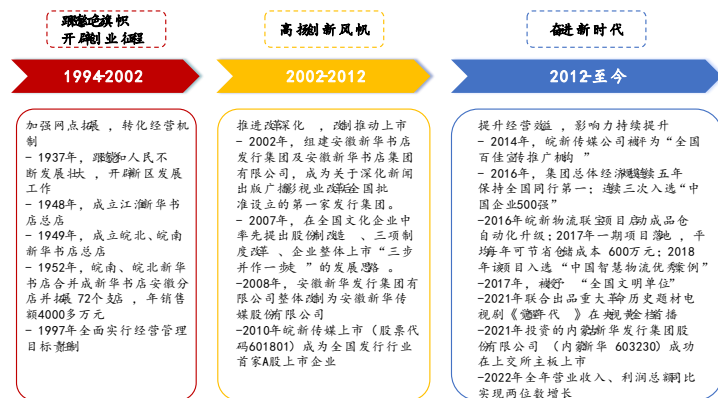 开辟创业征程
高扬创新风帆
奋进新时代
1994-2002
2002-2012
2012-至今
加强网点拓展，转化经营机
制
- 1937年，跟党和人民不
断发展壮大，开辟新区发展
工作
- 1948年，成立江淮新华书
店总店
- 1949年，成立皖北、皖南
新华书店总店
- 1952年，皖南、皖北新华
书店合并成新华书店安徽分
店并拓展 72个支店，年销售
额4000多万元
- 1997年全面实行经营管理
目标责任制
推进改革深化 ，改制推动上市
- 2002年，组建安徽新华书店
发行集团及安徽新华书店集团
有限公司，成为关于深化新闻
出版广播影视业改革后全国批
准设立的第一家发行集团。
- 2007年，在全国文化企业中
率先提出股份制改造 、三项制
度改革 、企业整体上市“三步
并作一步走 ”的发展思路 。
-2008年，安徽新华发行集团有
限公司整体改制为安徽新华传
媒股份有限公司
-2010年皖新传媒上市（股票代
码601801）成为全国发行行业
首家A股上市企业
提升经营效益 ，影响力持续提升
- 2014年，皖新传媒公司被评为“全国
百佳宣传推广机构 ”
- 2016年，集团总体经济规模连续五年
保持全国同行第一；连续三次入选“中
国企业500强”
-2016年皖新物流联宝项目启动成品仓
自动化升级；2017年一期项目落地 ，平
均每年可节省仓储成本 600万元；2018
年该项目入选 “中国智慧物流优秀案例”
-2017年，被授予 “全国文明单位”
-2021年联合出品重大革命历史题材电
视剧《觉醒年代 》在央视黄金档首播
-2021年投资的内蒙古新华发行集团股
份有限公司 （内蒙新华 603230）成功
在上交所主板上市
-2022年全年营业收入、利润总额同比
实现两位数增长